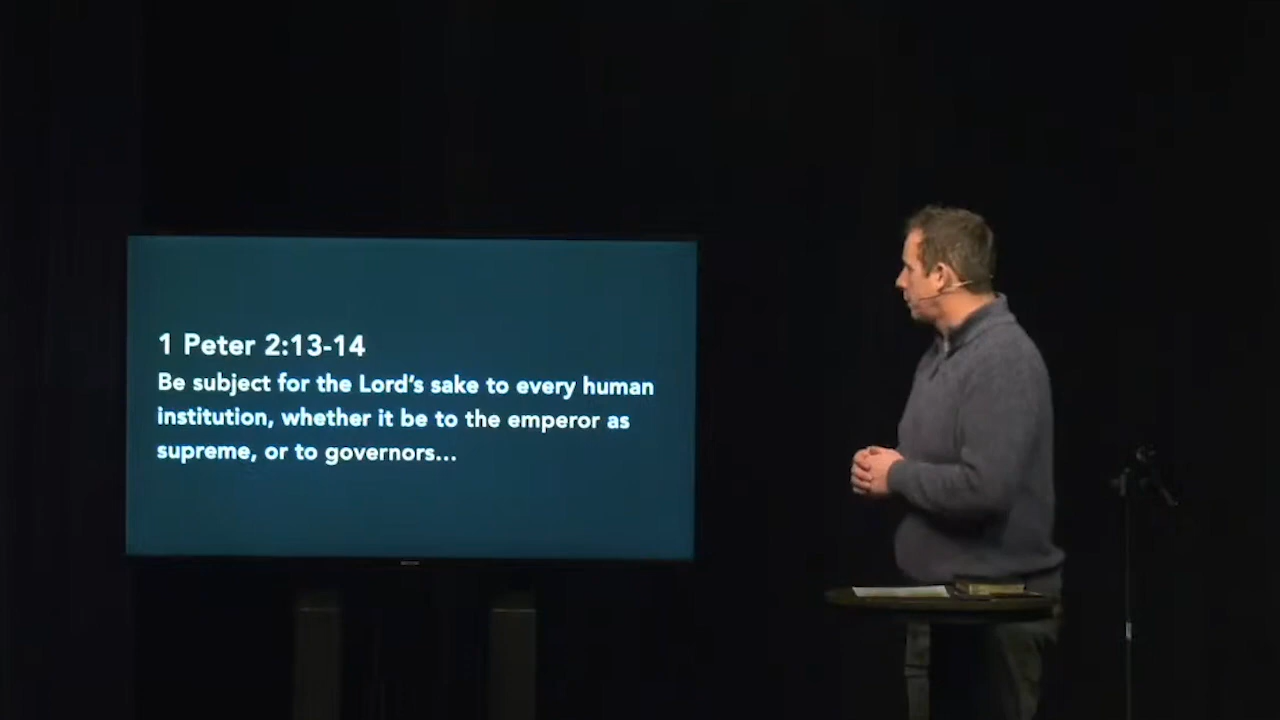 1 Peter 2:13-14
Be subject for the Lord's sake to every human
institution, whether it be to the emperor as
supreme, or to governors...